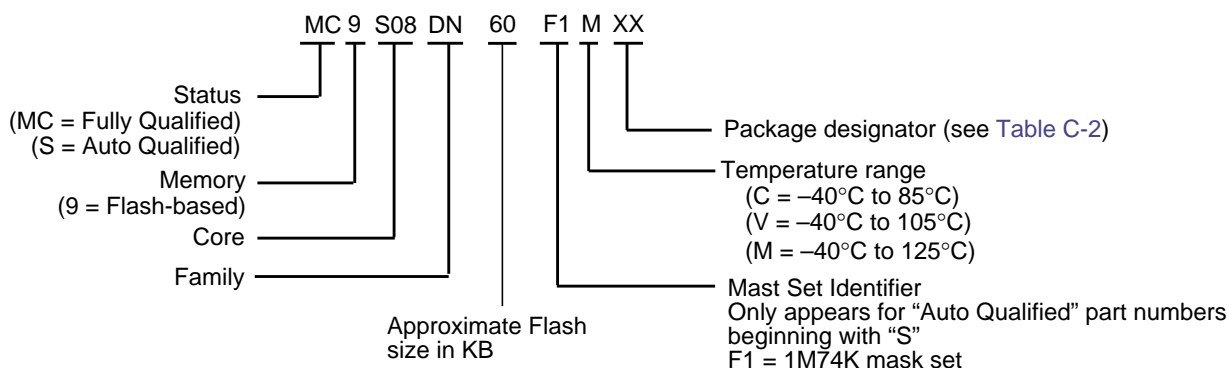 MC 9 S08 DN 60 F1 M XX
Status
(MC = Fully Qualified)
(S = Auto Qualified)
Memory
(9 = Flash-based)
Core
Family
Approximate Flash
size in KB
Package designator (see Table C-2)
Temperature range
(C = –40°C to 85°C)
(V = –40°C to 105°C)
(M = –40°C to 125°C)
Mast Set Identifier
Only appears for “Auto Qualified” part numbers
beginning with “S”
F1 = 1M74K mask set